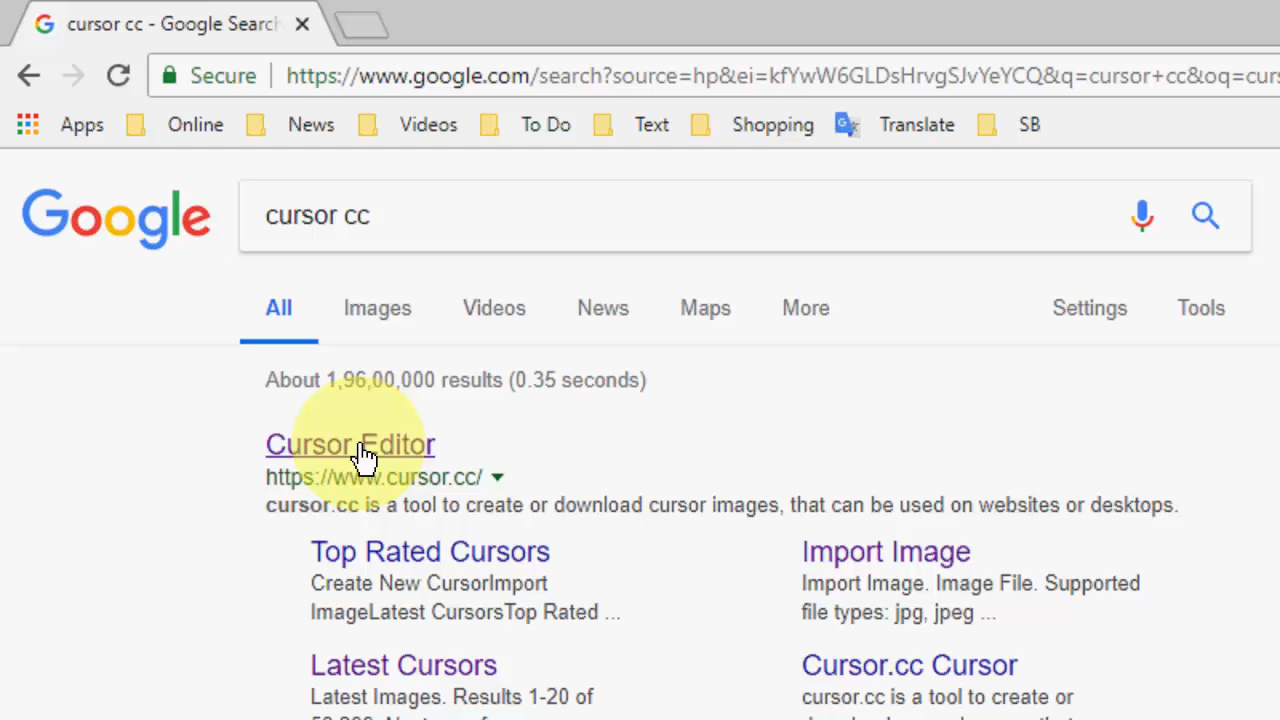 cursor cc - Google Search
Secure https://www.google.com/search?source=hp&ei=kfYwW6GLDsHrvgSJvYeYCQ&q=cursor+cc&oq=curs
Apps Online News Videos To Do Text Shopping Translate SB
Google cursor cc
All Images Videos News Maps More Settings Tools
About 1,96,00,000 results (0.35 seconds)
Cursor Editor
https://www.cursor.cc/
cursor.cc is a tool to create or download cursor images, that can be used on websites or desktops.
Top Rated Cursors
Create New CursorImport
ImageLatest CursorsTop Rated ...
Import Image
Import Image. Image File. Supported
file types: jpg, jpeg ...
Latest Cursors
Latest Images. Results 1-20 of
Cursor.cc Cursor
cursor.cc is a tool to create or